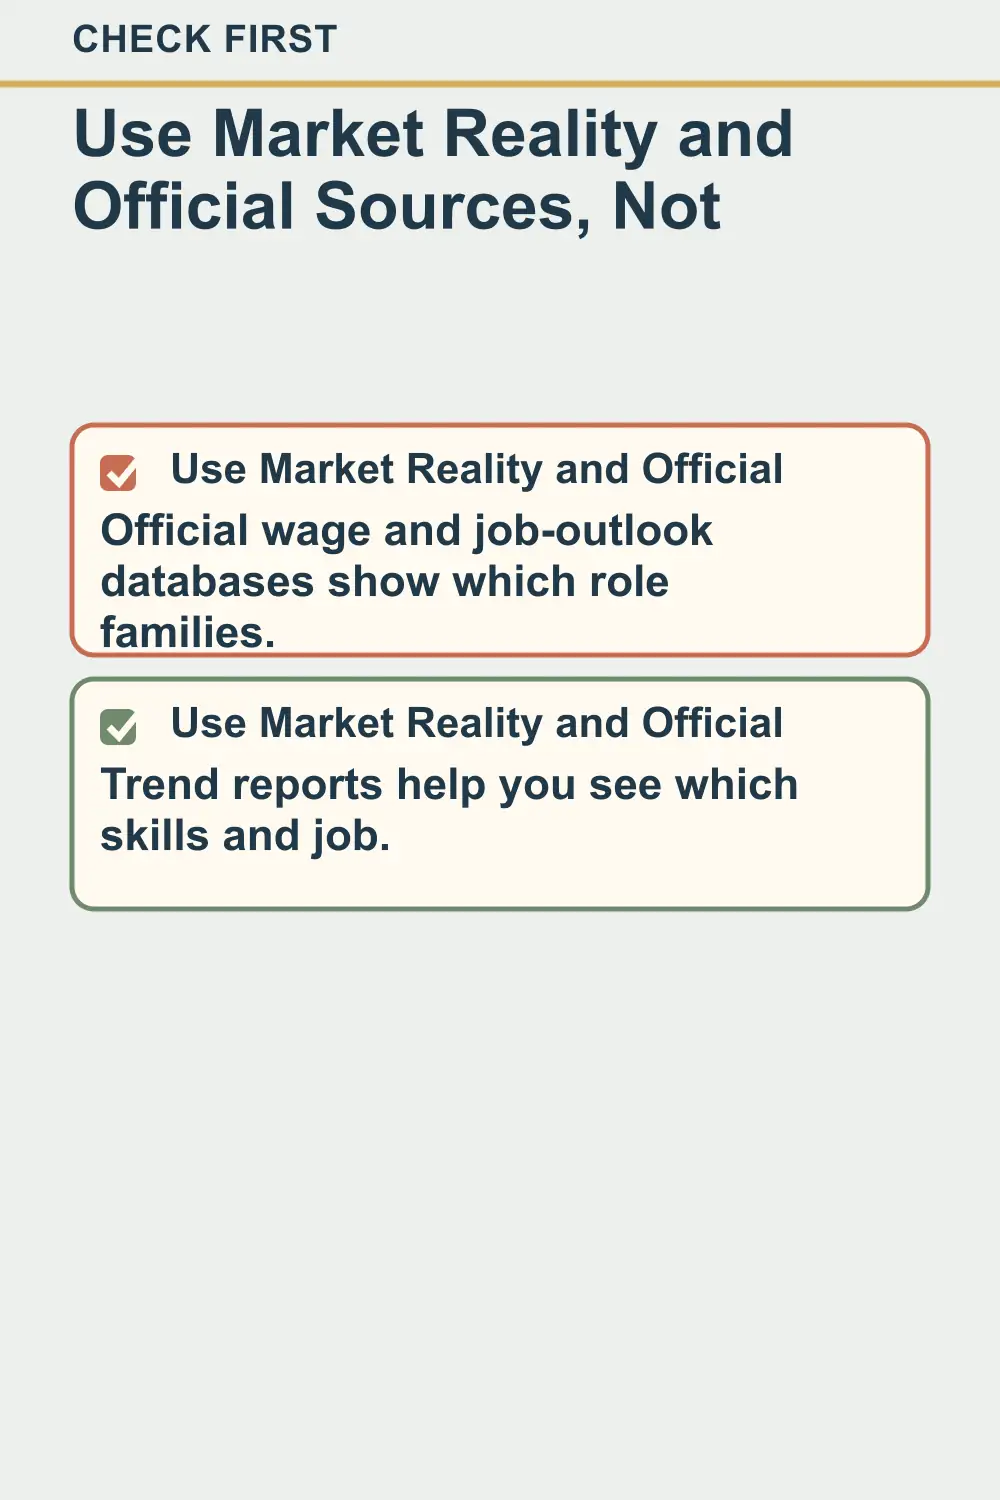 CHECK FIRST
Use Market Reality and
Official Sources, Not
Use Market Reality and Official
Official wage and job-outlook
databases show which role
families.
Use Market Reality and Official
Trend reports help you see which
skills and job.